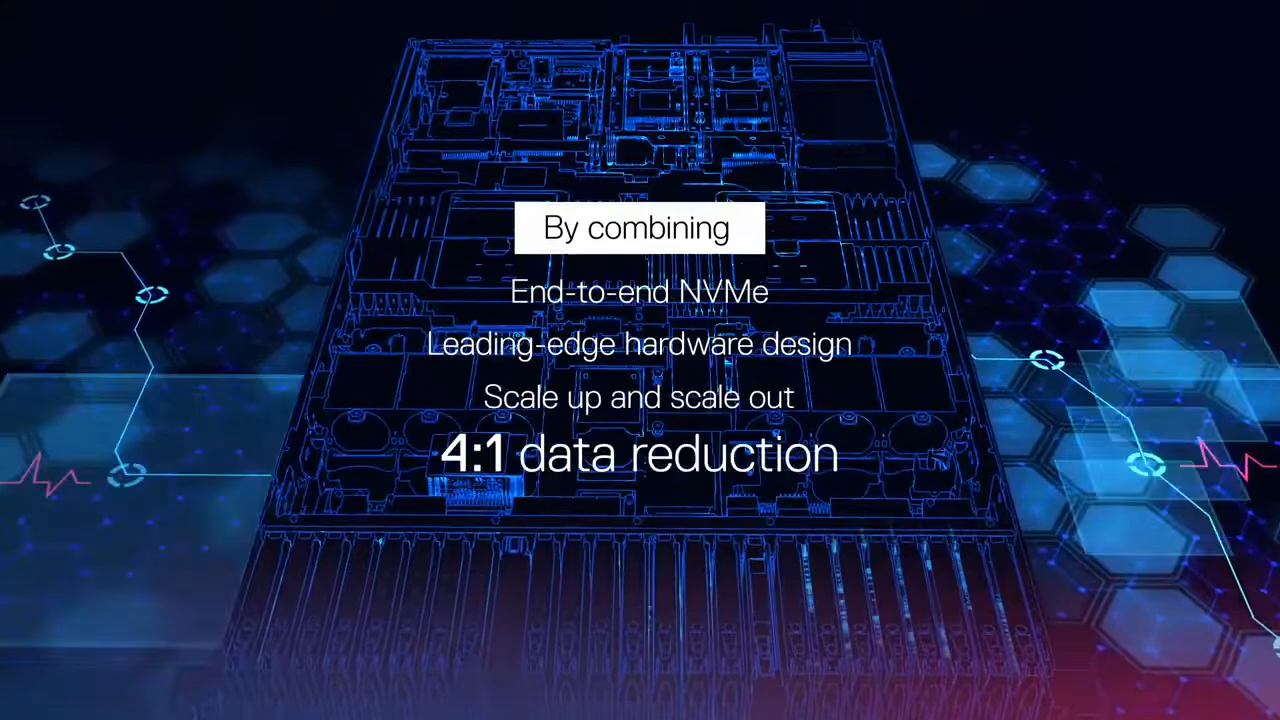 By combining
End-to-end NVMe
Leading-edge hardware design
Scale up and scale out
4:1 data reduction